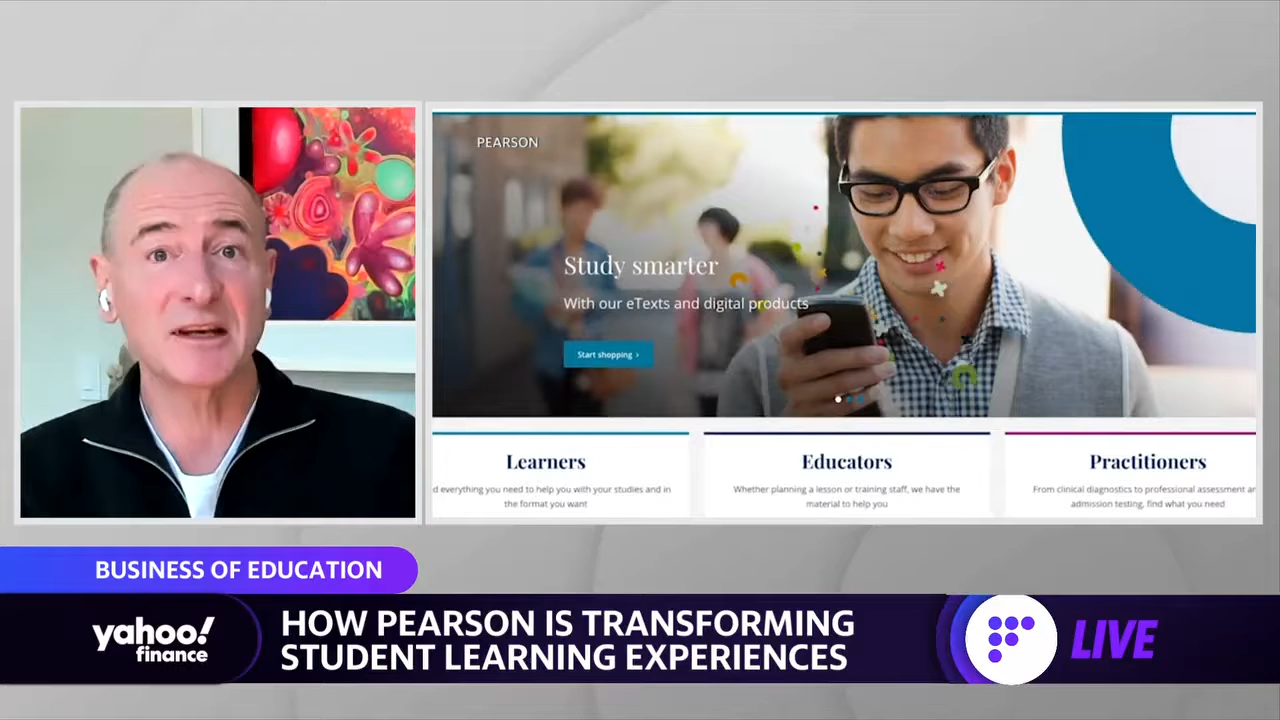 PEARSON
Study smarter
With our eTexts and digital products
Start shopping ›
Learners
d everything you need to help you with your studies and in
the format you want
Educators
Whether planning a lesson or training staff, we have the
material to help you
Practitioners
From clinical diagnostics to professional assessment ar
admission testing, find what you need
BUSINESS OF EDUCATION
yahoo!
finance
HOW PEARSON IS TRANSFORMING
STUDENT LEARNING EXPERIENCES
LIVE